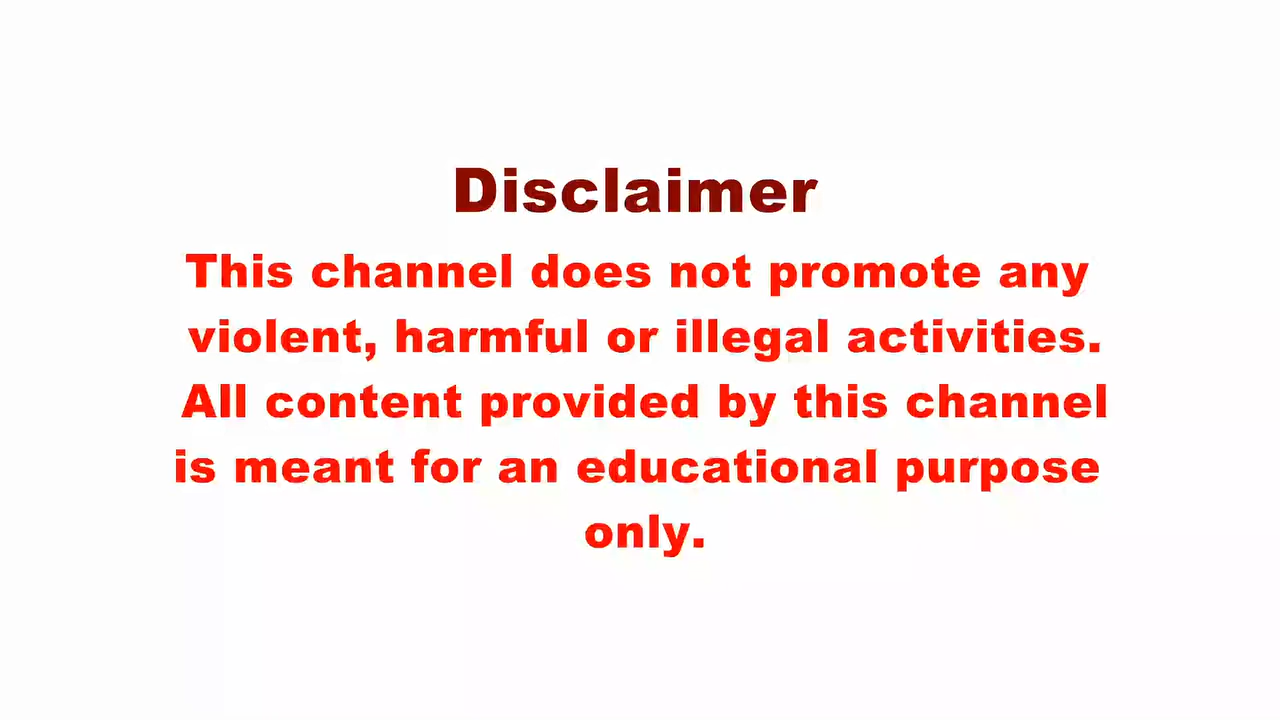 Disclaimer
This channel does not promote any
violent, harmful or illegal activities.
All content provided by this channel
is meant for an educational purpose
only.